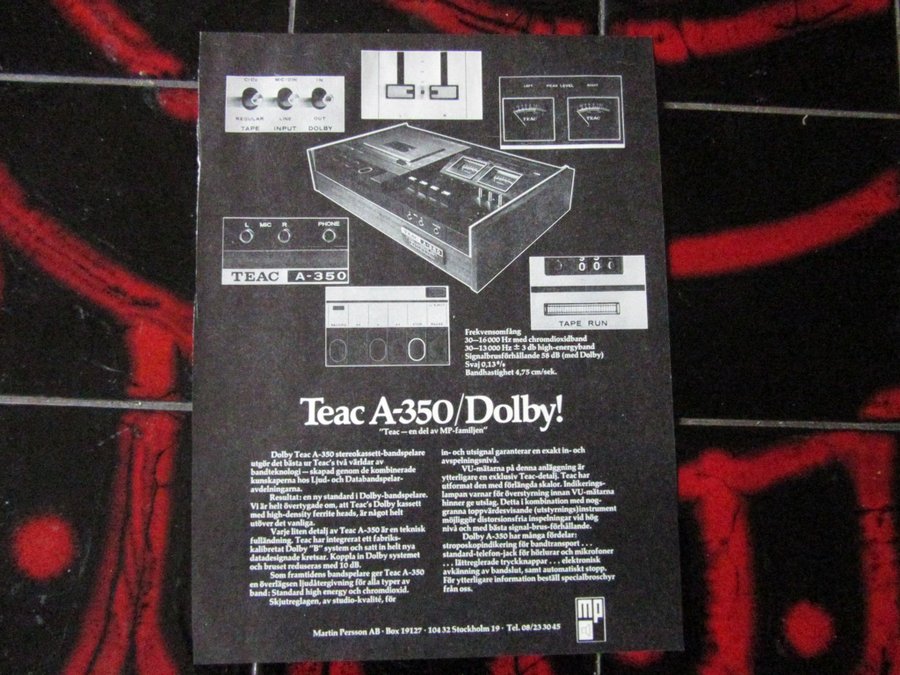 CrO₂ MIC/DIN IN
REGULAR LINE OUT
TAPE INPUT DOLBY
LEFT PEAK LEVEL RIGHT
TEAC TEAC
L MIC R PHONE
TEAC A-350
TAPE RUN
Frekvensomfång
30—16 000 Hz med chromdioxidband
30—13 000 Hz ± 3 db high-energyband
Signalbrusförhållande 58 dB (med Dolby)
Svaj 0,13 %
Bandhastighet 4,75 cm/sek.
Teac A-350/Dolby!
"Teac — en del av MP-familjen"
Dolby Teac A-350 stereokassett-bandspelare
utgör det bästa ur Teac's två världar av
bandteknologi — skapad genom de kombinerade
kunskaperna hos Ljud- och Databandspelar-
avdelningarna.
Resultat: en ny standard i Dolby-bandspelare.
Vi är helt övertygade om, att Teac's Dolby kassett
med high-density ferrite heads, är något helt
utöver det vanliga.
Varje liten detalj av Teac A-350 är en teknisk
fulländning. Teac har integrerat ett fabriks-
kalibretat Dolby "B" system och satt in helt nya
datadesignade kretsar. Koppla in Dolby systemet
och bruset reduseras med 10 dB.
Som framtidens bandspelare ger Teac A-350
en överlägsen ljudåtergivning för alla typer av
band: Standard high energy och chromdioxid.
Skjutreglagen, av studio-kvalité, för
in- och utsignal garanterar en exakt in- och
avspelningsnivå.
VU-mätarna på denna anläggning är
ytterligare en exklusiv Teac-detalj. Teac har
utformat den med förlängda skalor. Indikerings-
lampan varnar för överstyrning innan VU-mätarna
hinner ge utslag. Detta i kombination med nog-
granna toppvärdesvisande (utstyrnings)instrument
möjliggör distorsionsfria inspelningar vid hög
nivå och med bästa signal-brus-förhållande.
Dolby A-350 har många fördelar:
stroposkopindikering för bandtransport . . .
standard-telefon-jack för hörlurar och mikrofoner
. . . lättreglerade tryckknappar . . . elektronisk
avkänning av bandslut, samt automatiskt stopp.
För ytterligare information beställ specialbroschyr
från oss.
mp
Martin Persson AB · Box 19127 · 104 32 Stockholm 19 · Tel. 08/23 30 45